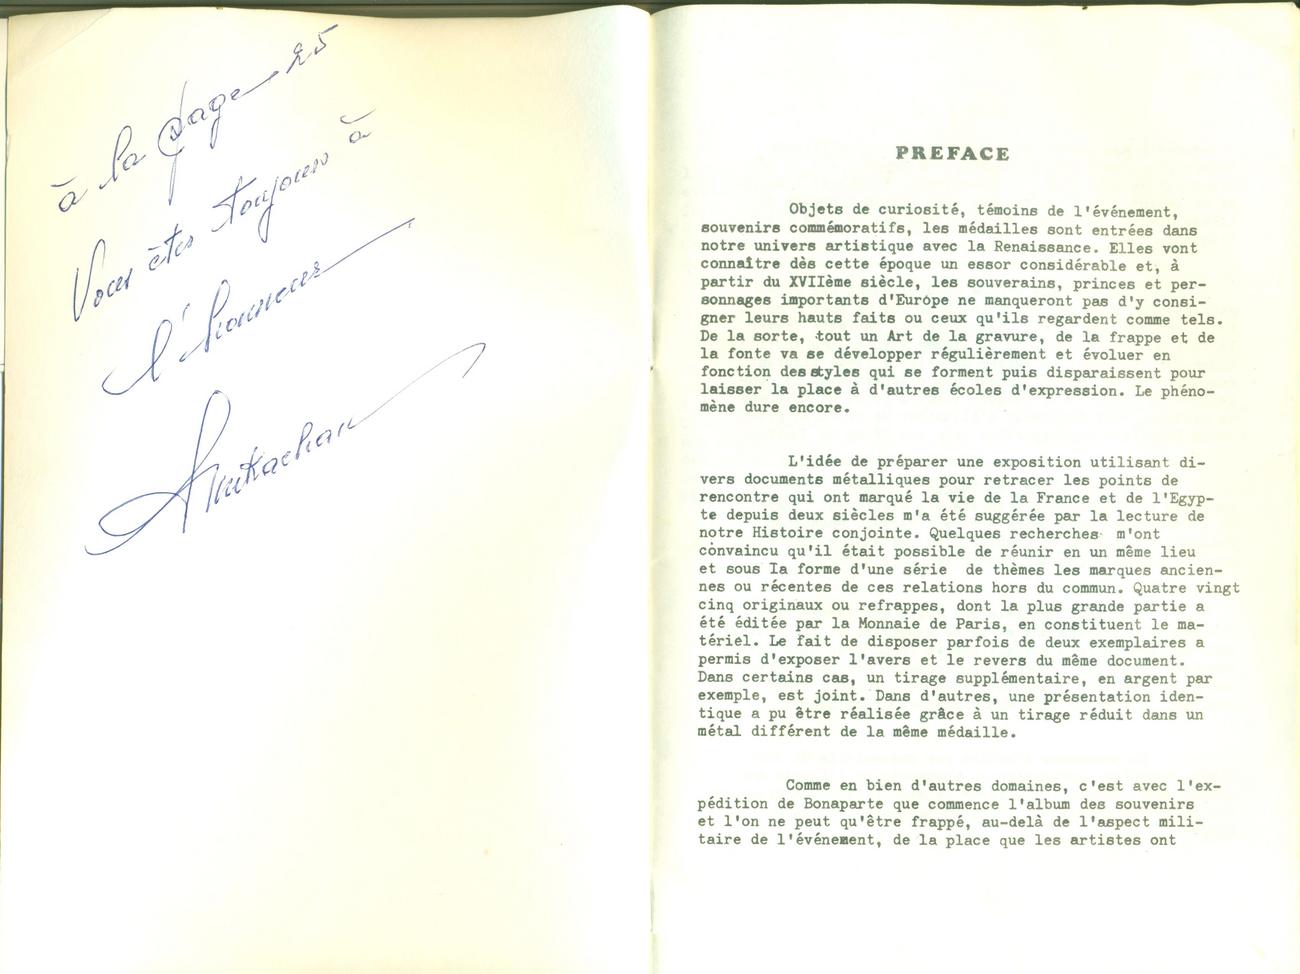 à la page 25
Vous êtes toujours à
l'honneur
PREFACE
Objets de curiosité, témoins de l'événement,
souvenirs commémoratifs, les médailles sont entrées dans
notre univers artistique avec la Renaissance. Elles vont
connaître dès cette époque un essor considérable et, à
partir du XVIIème siècle, les souverains, princes et per-
sonnages importants d'Europe ne manqueront pas d'y consi-
gner leurs hauts faits ou ceux qu'ils regardent comme tels.
De la sorte, tout un Art de la gravure, de la frappe et de
la fonte va se développer régulièrement et évoluer en
fonction des styles qui se forment puis disparaissent pour
laisser la place à d'autres écoles d'expression. Le phéno-
mène dure encore.
L'idée de préparer une exposition utilisant di-
vers documents métalliques pour retracer les points de
rencontre qui ont marqué la vie de la France et de l'Egyp-
te depuis deux siècles m'a été suggérée par la lecture de
notre Histoire conjointe. Quelques recherches m'ont
convaincu qu'il était possible de réunir en un même lieu
et sous la forme d'une série de thèmes les marques ancien-
nes ou récentes de ces relations hors du commun. Quatre vingt
cinq originaux ou refrappes, dont la plus grande partie a
été éditée par la Monnaie de Paris, en constituent le ma-
tériel. Le fait de disposer parfois de deux exemplaires a
permis d'exposer l'avers et le revers du même document.
Dans certains cas, un tirage supplémentaire, en argent par
exemple, est joint. Dans d'autres, une présentation iden-
tique a pu être réalisée grâce à un tirage réduit dans un
métal différent de la même médaille.
Comme en bien d'autres domaines, c'est avec l'ex-
pédition de Bonaparte que commence l'album des souvenirs
et l'on ne peut qu'être frappé, au-delà de l'aspect mili-
taire de l'événement, de la place que les artistes ont